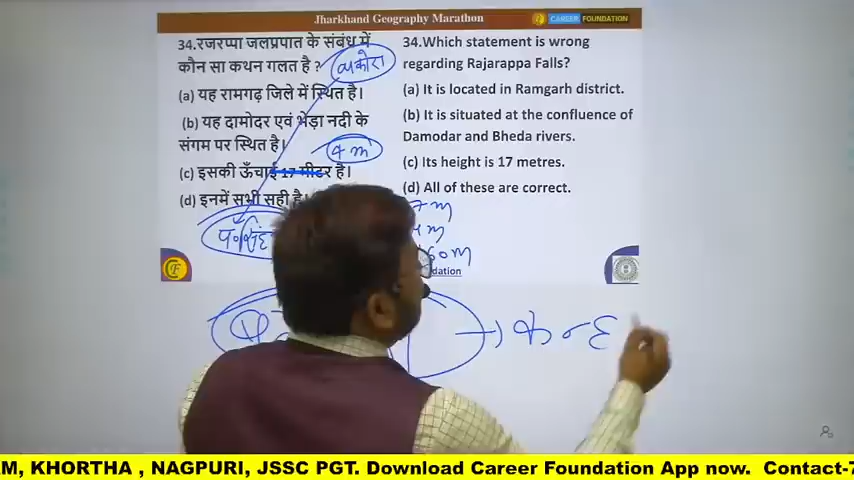 Jharkhand Geography Marathon
CAREER FOUNDATION
34.रजरप्पा जलप्रपात के संबंध में
कौन सा कथन गलत है ?
(a) यह रामगढ़ जिले में स्थित है।
(b) यह दामोदर एवं भेड़ा नदी के
संगम पर स्थित है।
(c) इसकी ऊँचाई 17 मीटर है।
(d) इनमें सभी सही है।
34.Which statement is wrong
regarding Rajarappa Falls?
(a) It is located in Ramgarh district.
(b) It is situated at the confluence of
Damodar and Bheda rivers.
(c) Its height is 17 metres.
(d) All of these are correct.
60m
dation
KHORTHA , NAGPURI, JSSC PGT. Download Career Foundation App now. Contact-7